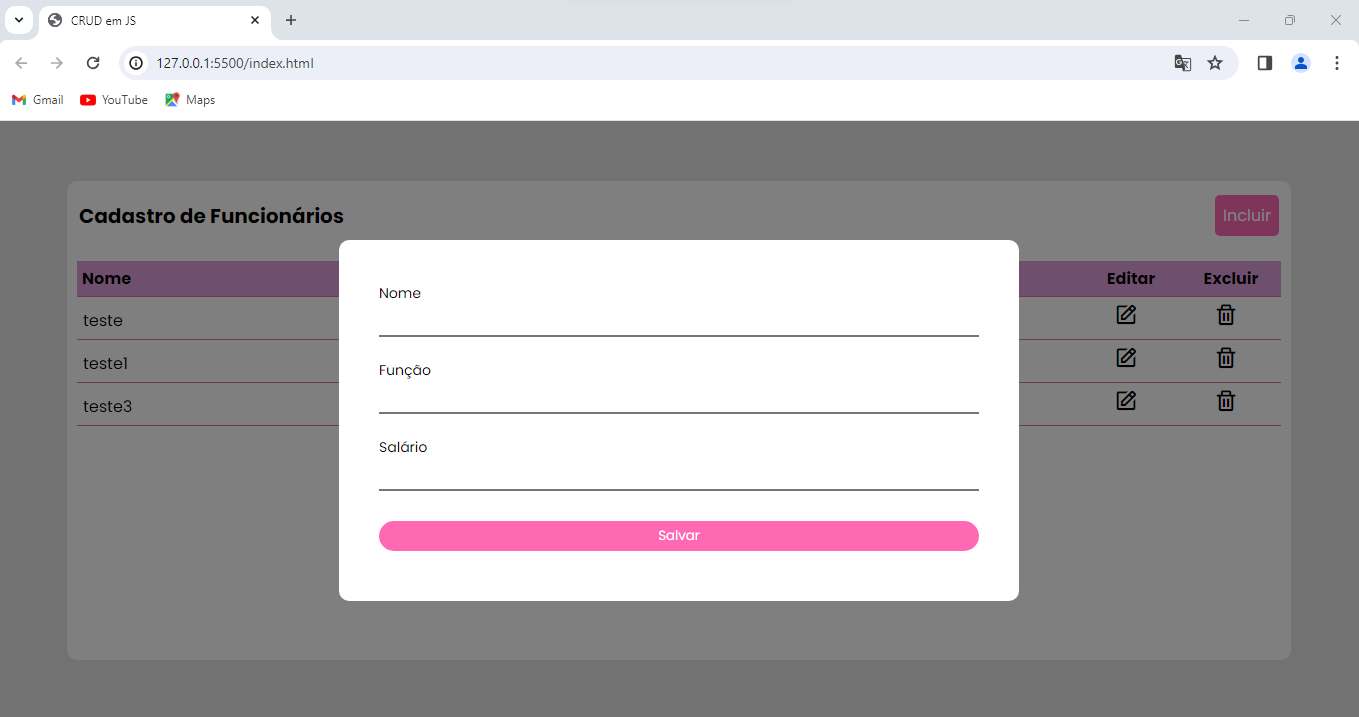 CRUD em JS
127.0.0.1:5500/index.html
Gmail YouTube Maps
Cadastro de Funcionários Incluir
Nome Editar Excluir
teste
teste1
teste3
Nome
Função
Salário
Salvar